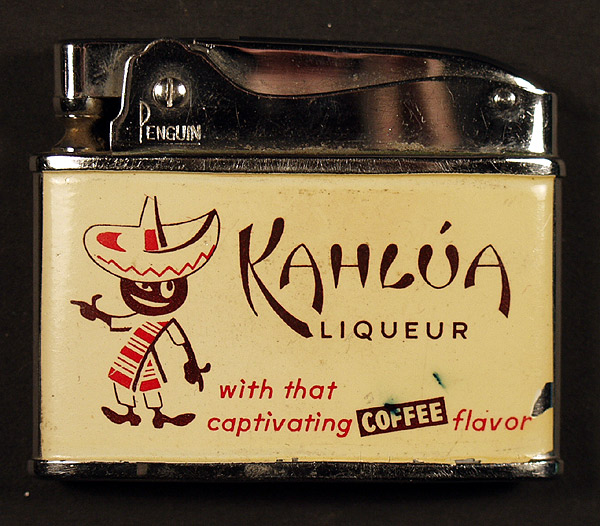 PENGUIN
KAHLÚA
LIQUEUR
with that
captivating COFFEE flavor